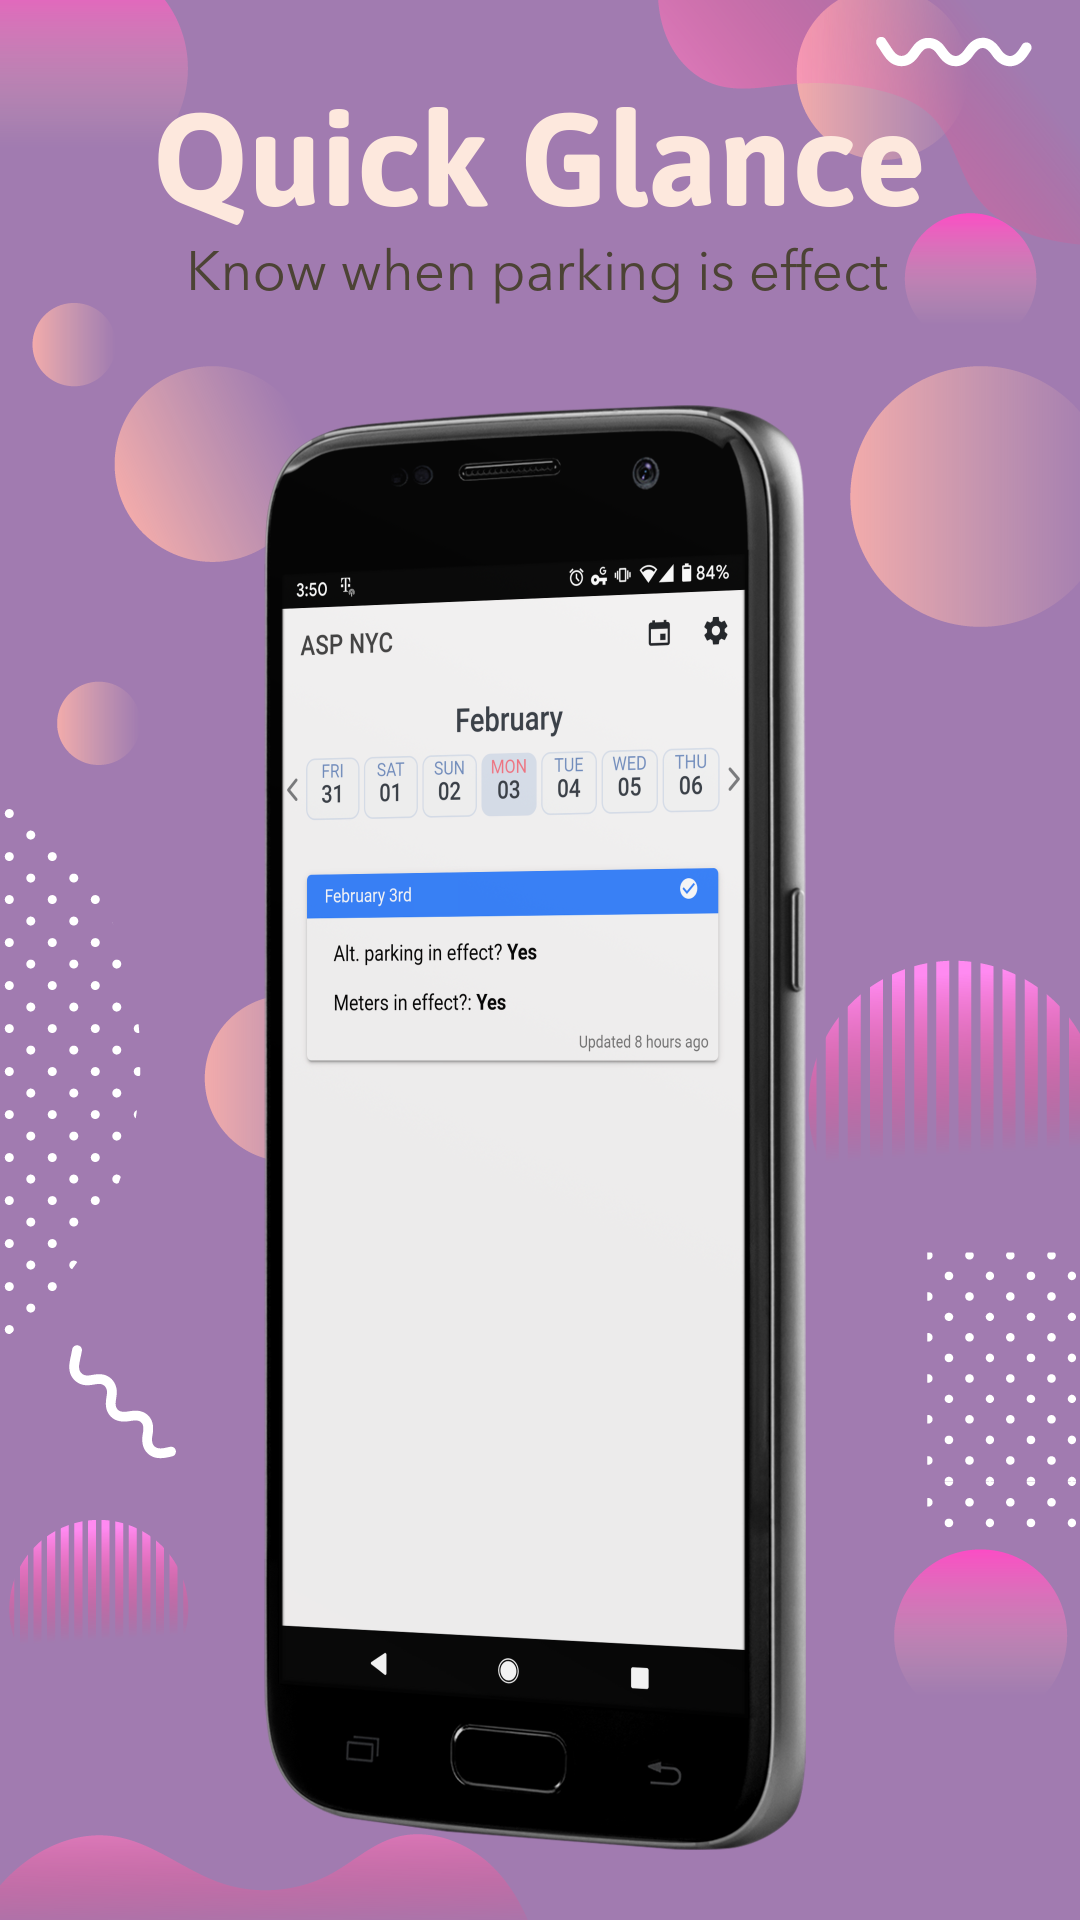 Quick Glance
Know when parking is effect
3:50
84%
ASP NYC
February
FRI SAT SUN MON TUE WED THU
31 01 02 03 04 05 06
February 3rd
Alt. parking in effect? Yes
Meters in effect?: Yes
Updated 8 hours ago